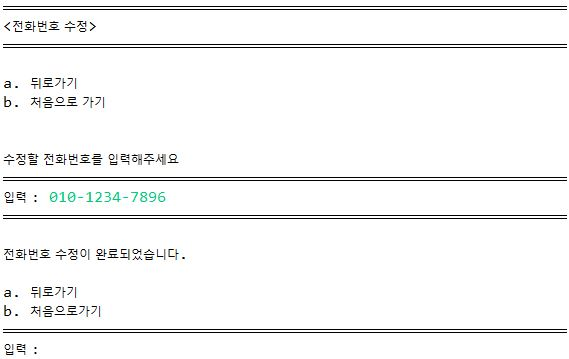 <전화번호 수정>
a. 뒤로가기
b. 처음으로 가기
수정할 전화번호를 입력해주세요
입력 : 010-1234-7896
전화번호 수정이 완료되었습니다.
a. 뒤로가기
b. 처음으로가기
입력 :